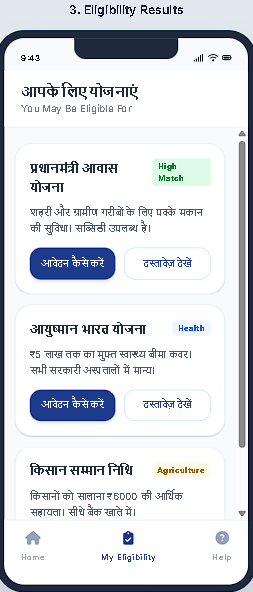 3. Eligibility Results
9:43
आपके लिए योजनाएं
You May Be Eligible For
प्रधानमंत्री आवास
योजना
High
Match
शहरी और ग्रामीण गरीबों के लिए पक्के मकान
की सुविधा। सब्सिडी उपलब्ध है।
आवेदन कैसे करें
दस्तावेज़ देखें
आयुष्मान भारत योजना
Health
₹5 लाख तक का मुफ्त स्वास्थ्य बीमा कवर।
सभी सरकारी अस्पतालों में मान्य।
आवेदन कैसे करें
दस्तावेज़ देखें
किसान सम्मान निधि
Agriculture
किसानों को सालाना ₹6000 की आर्थिक
सहायता। सीधे बैंक खाते में।
Home
My Eligibility
Help